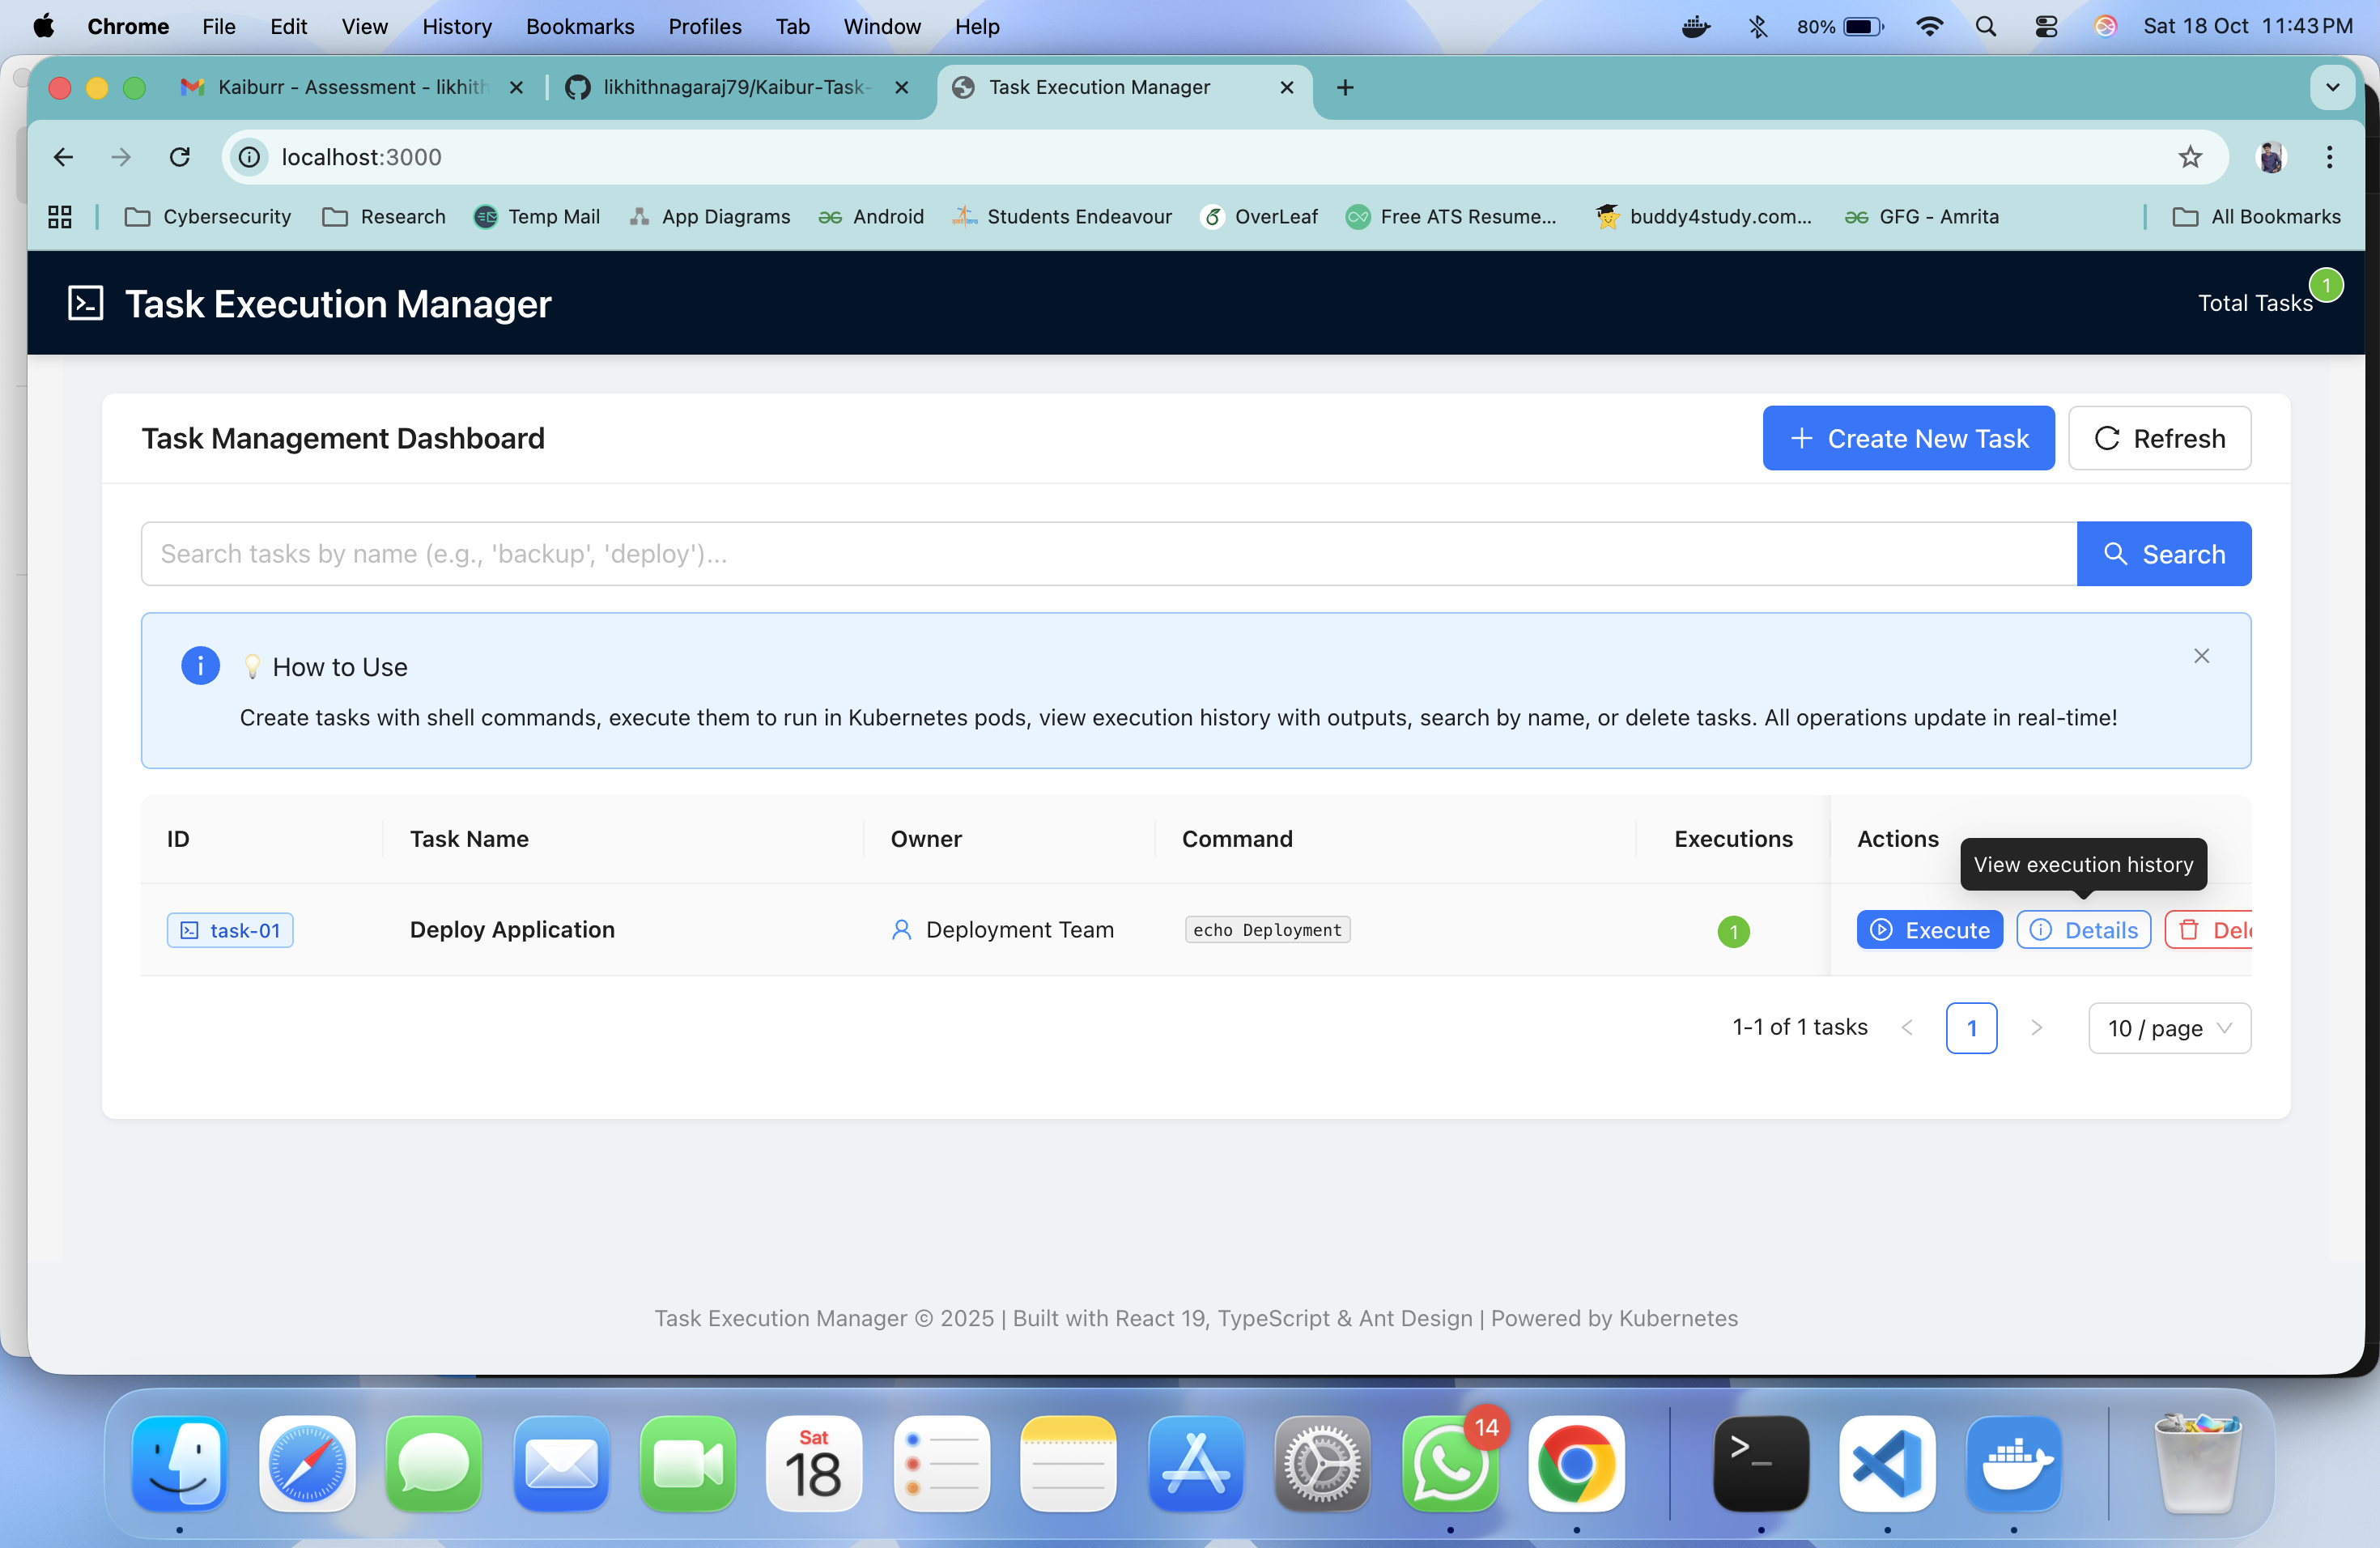 Chrome File Edit View History Bookmarks Profiles Tab Window Help 80% Sat 18 Oct 11:43 PM
Kaiburr - Assessment - likhith likhithnagaraj79/Kaibur-Task- Task Execution Manager
localhost:3000
Cybersecurity Research Temp Mail App Diagrams Android Students Endeavour OverLeaf Free ATS Resume... buddy4study.com... GFG - Amrita All Bookmarks
Task Execution Manager Total Tasks 1
Task Management Dashboard + Create New Task Refresh
Search tasks by name (e.g., 'backup', 'deploy')... Search
How to Use
Create tasks with shell commands, execute them to run in Kubernetes pods, view execution history with outputs, search by name, or delete tasks. All operations update in real-time!
ID Task Name Owner Command Executions Actions
View execution history
task-01 Deploy Application Deployment Team echo Deployment 1 Execute Details Dele
1-1 of 1 tasks < 1 > 10 / page
Task Execution Manager © 2025 | Built with React 19, TypeScript & Ant Design | Powered by Kubernetes
Sat
18
14